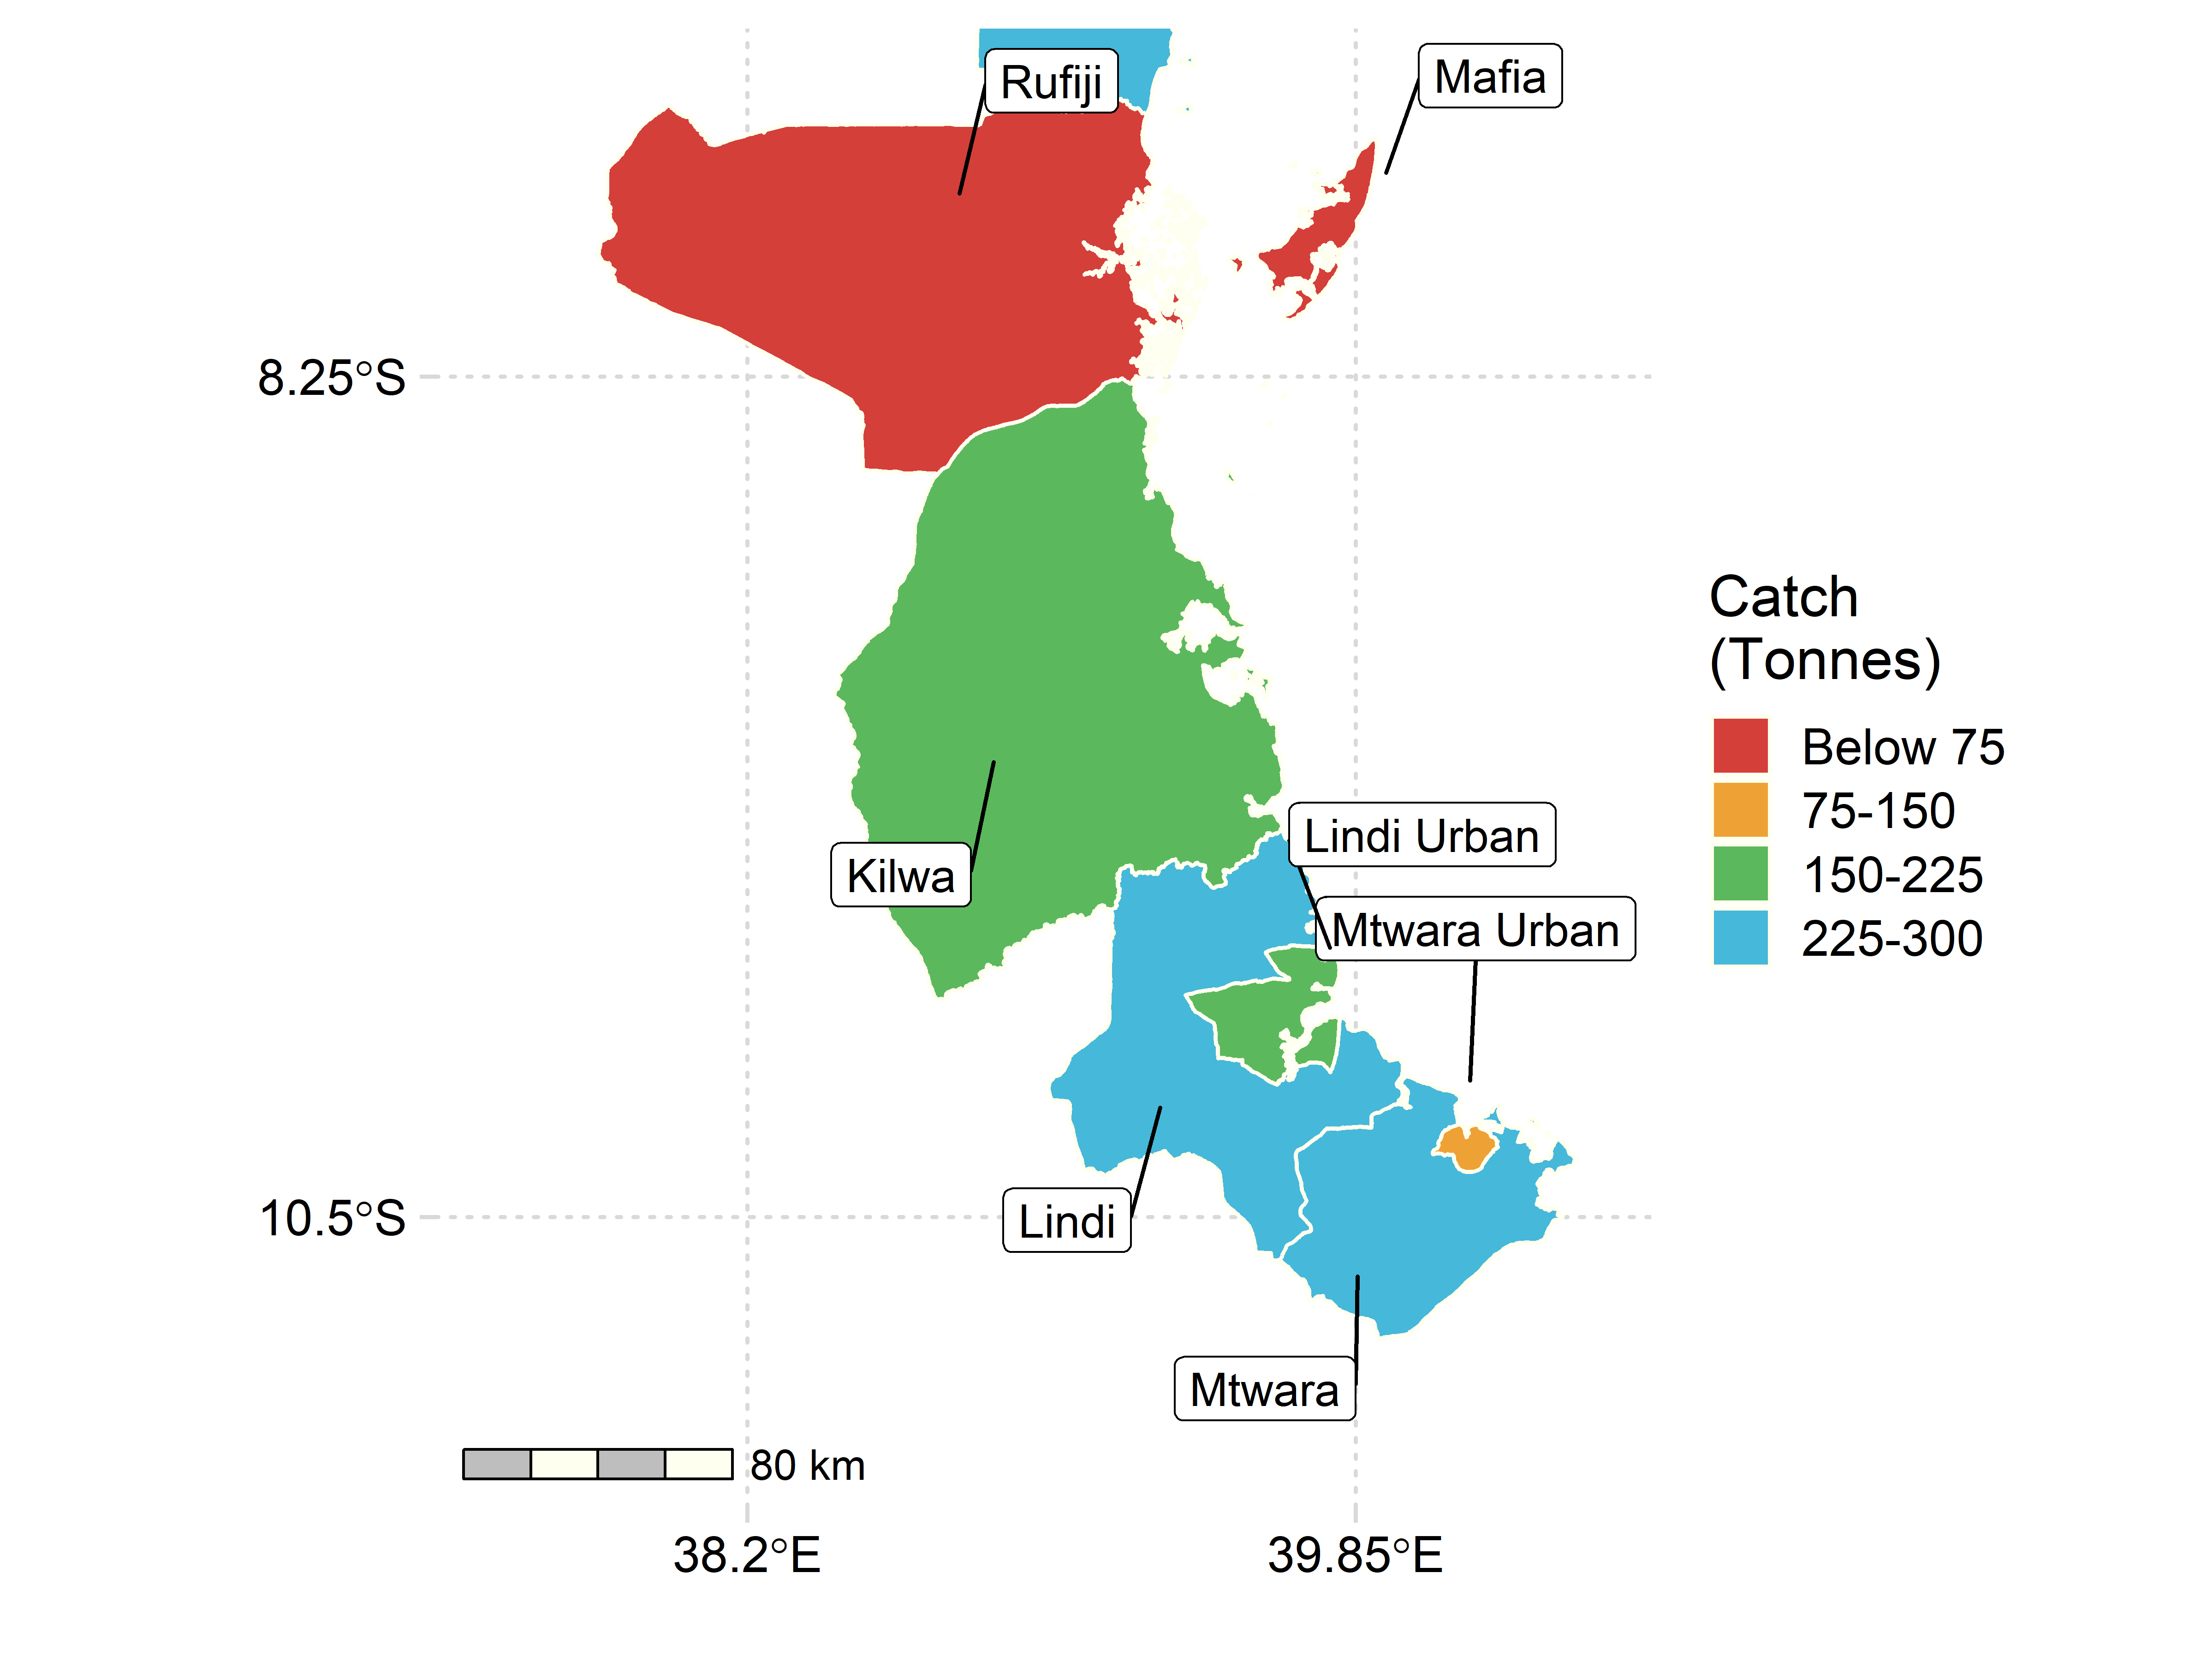 Rufiji
Mafia
8.25°S
Catch
(Tonnes)
Below 75
75-150
150-225
225-300
Lindi Urban
Kilwa
Mtwara Urban
10.5°S
Lindi
Mtwara
80 km
38.2°E
39.85°E